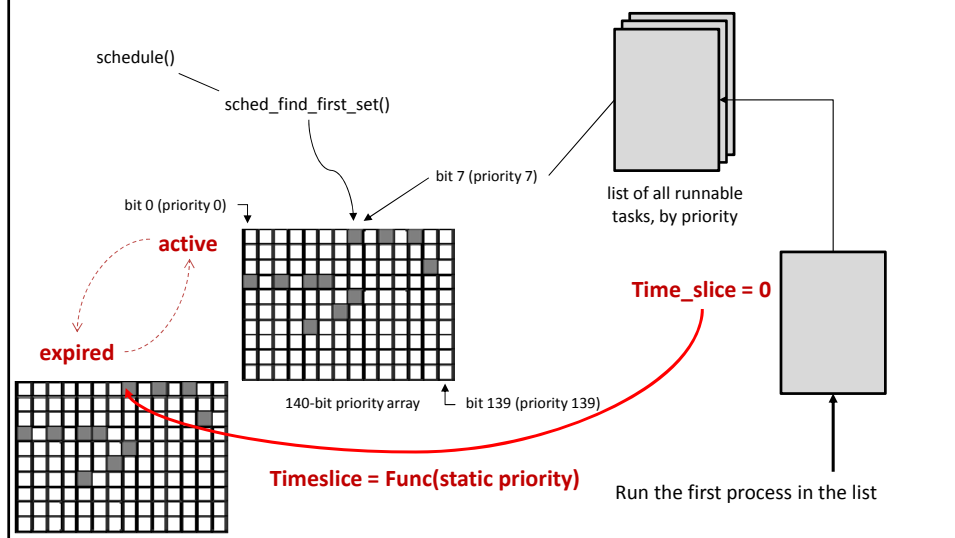 schedule()
sched_find_first_set()
bit 7 (priority 7)
list of all runnable
tasks, by priority
bit 0 (priority 0)
active
Time_slice = 0
expired
140-bit priority array
bit 139 (priority 139)
Timeslice = Func(static priority)
Run the first process in the list